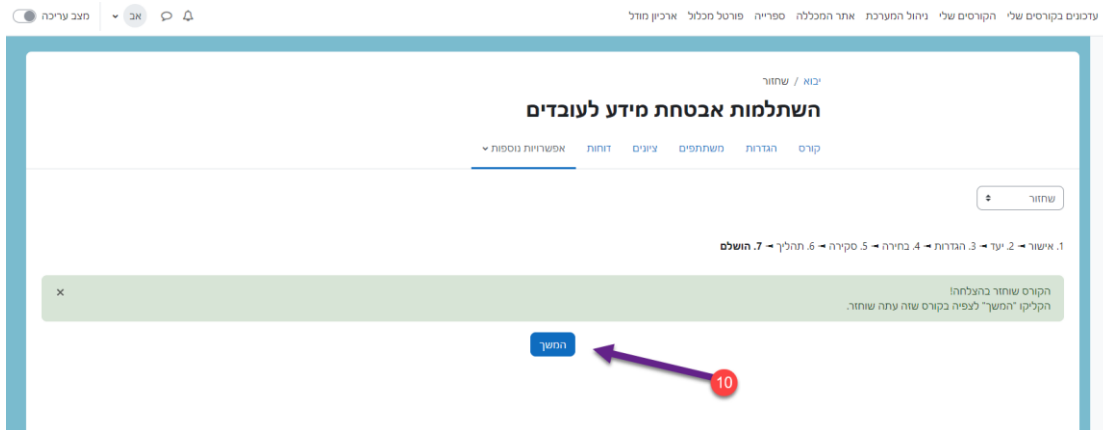 עדכונים בקורסים שלי הקורסים שלי ניהול המערכת אתר המכללה ספרייה פורטל מכלול ארכיון מודל אב מצב עריכה
יבוא / שחזור
השתלמות אבטחת מידע לעובדים
קורס הגדרות משתתפים ציונים דוחות אפשרויות נוספות
שחזור
1. אישור ► 2. יעד ► 3. הגדרות ► 4. בחירה ► 5. סקירה ► 6. תהליך ► 7. הושלם
הקורס שוחזר בהצלחה! ×
הקליקו "המשך" לצפיה בקורס שזה עתה שוחזר.
המשך
10